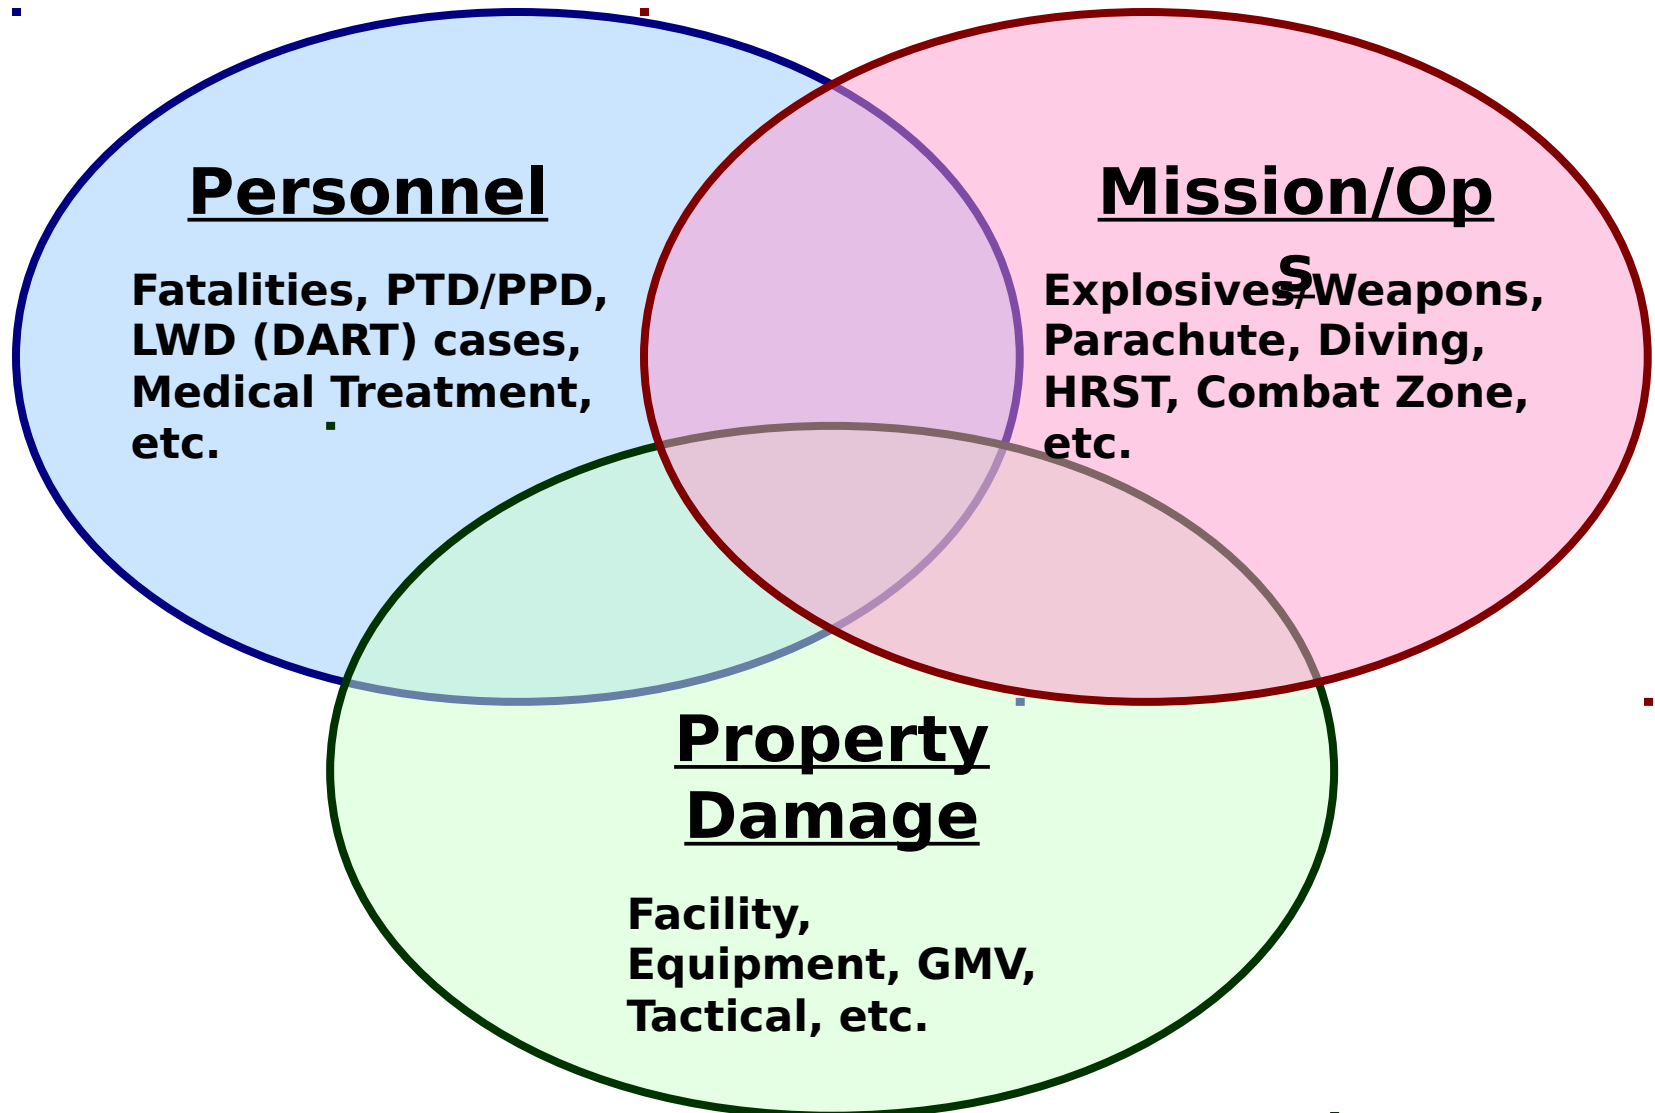 Personnel
Fatalities, PTD/PPD,
LWD (DART) cases,
Medical Treatment,
etc.
Mission/Op
s
Explosives/Weapons,
Parachute, Diving,
HRST, Combat Zone,
etc.
Property
Damage
Facility,
Equipment, GMV,
Tactical, etc.